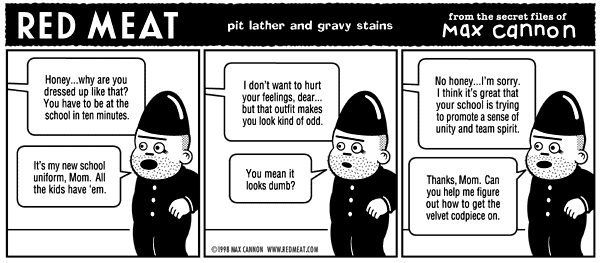 RED MEAT
pit lather and gravy stains
from the secret files of
Max cannon
Honey...why are you
dressed up like that?
You have to be at the
school in ten minutes.
It's my new school
uniform, Mom. All
the kids have 'em.
I don't want to hurt
your feelings, dear...
but that outfit makes
you look kind of odd.
You mean it
looks dumb?
©1998 MAX CANNON WWW.REDMEAT.COM
No honey...I'm sorry.
I think it's great that
your school is trying
to promote a sense of
unity and team spirit.
Thanks, Mom. Can
you help me figure
out how to get the
velvet codpiece on.